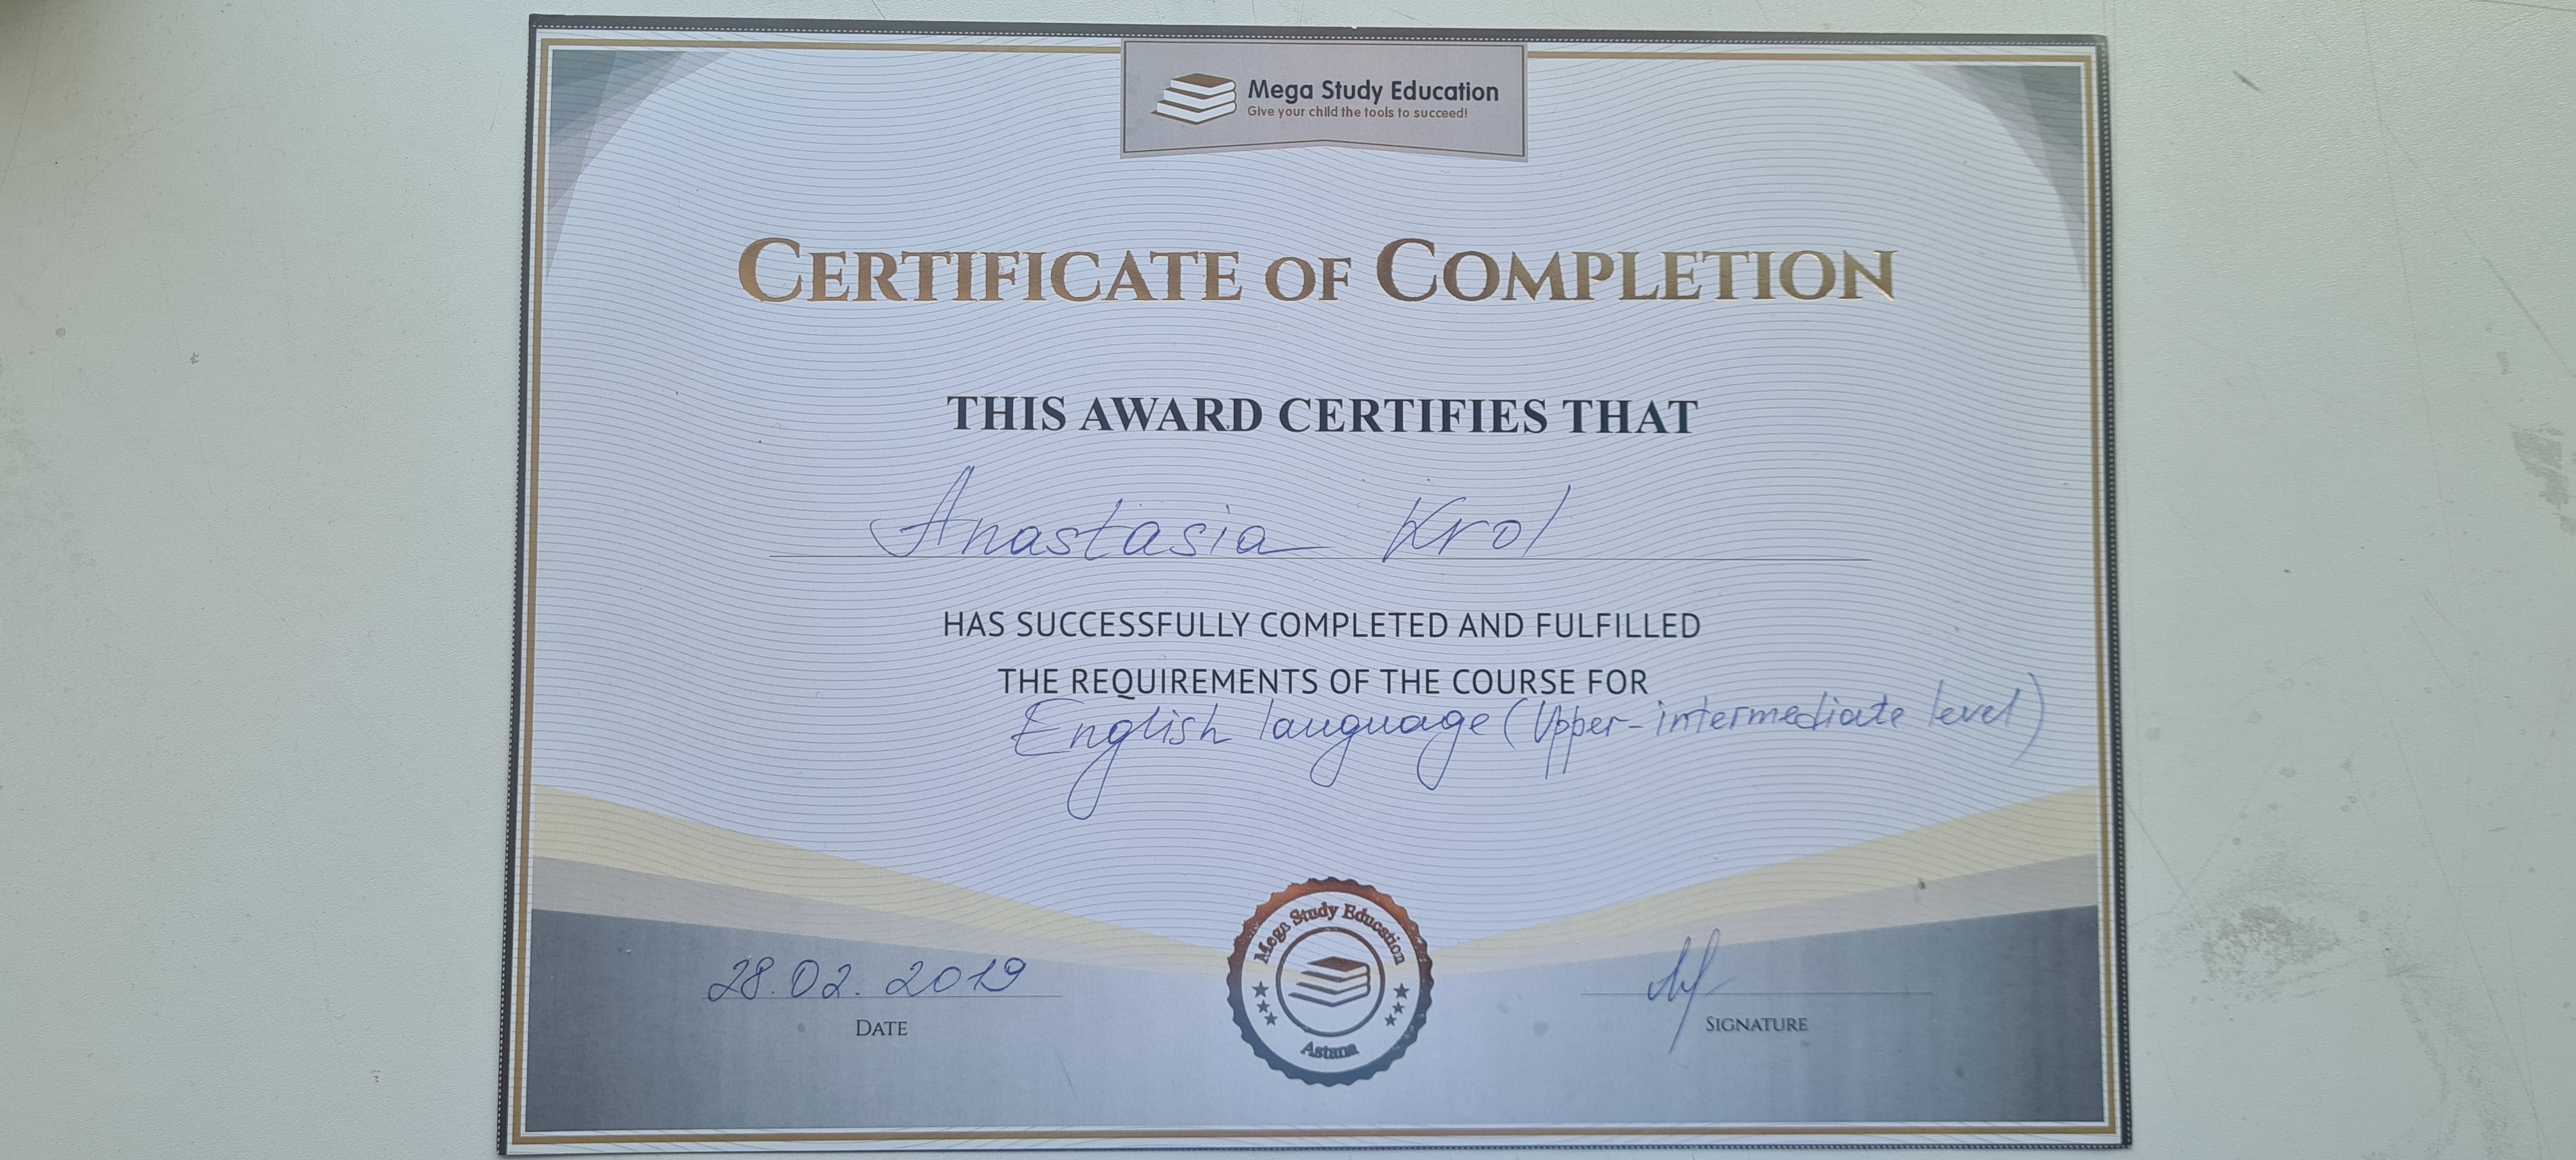 Mega Study Education
Give your child the tools to succeed!
CERTIFICATE OF COMPLETION
THIS AWARD CERTIFIES THAT
Anastasia Krol
HAS SUCCESSFULLY COMPLETED AND FULFILLED
THE REQUIREMENTS OF THE COURSE FOR
English language (Upper-intermediate level)
28.02.2019
DATE
Mega Study Education
Astana
SIGNATURE